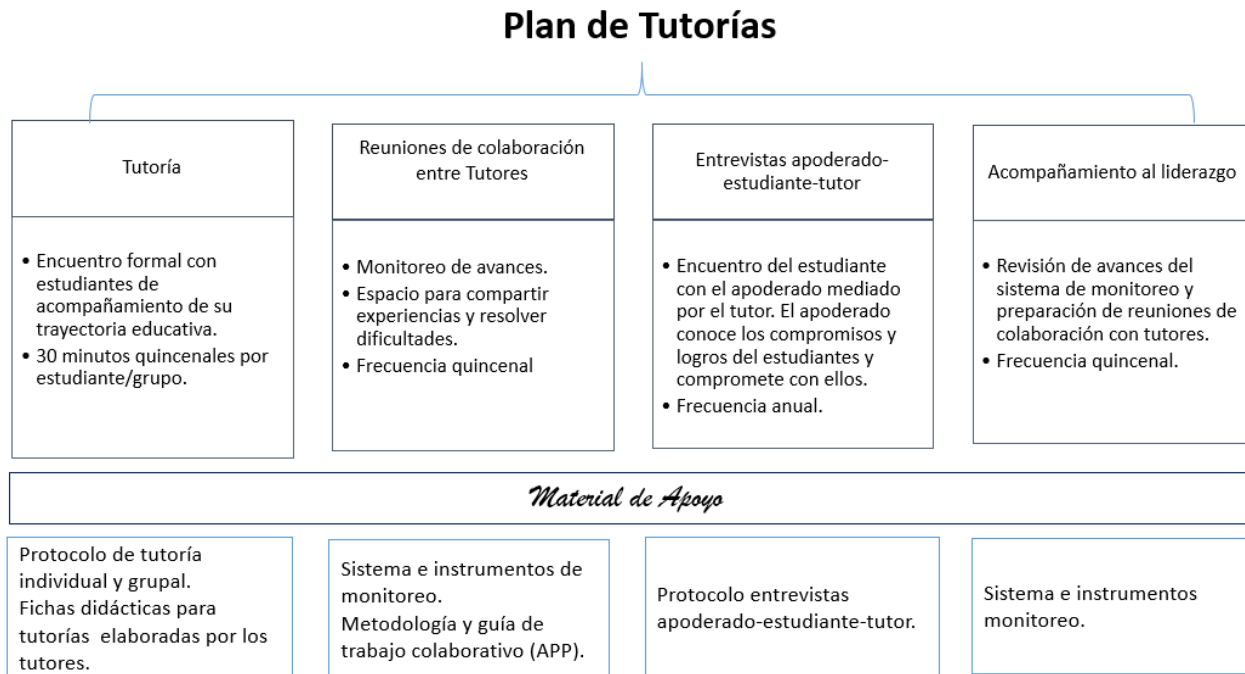 Plan de Tutorías
Tutoría
Reuniones de colaboración
entre Tutores
Entrevistas apoderado-
estudiante-tutor
Acompañamiento al liderazgo
• Encuentro formal con
estudiantes de
acompañamiento de su
trayectoria educativa.
• 30 minutos quincenales por
estudiante/grupo.
• Monitoreo de avances.
• Espacio para compartir
experiencias y resolver
dificultades.
• Frecuencia quincenal
• Encuentro del estudiante
con el apoderado mediado
por el tutor. El apoderado
conoce los compromisos y
logros del estudiantes y
compromete con ellos.
• Frecuencia anual.
• Revisión de avances del
sistema de monitoreo y
preparación de reuniones de
colaboración con tutores.
• Frecuencia quincenal.
Material de Apoyo
Protocolo de tutoría
individual y grupal.
Fichas didácticas para
tutorías elaboradas por los
tutores.
Sistema e instrumentos de
monitoreo.
Metodología y guía de
trabajo colaborativo (APP).
Protocolo entrevistas
apoderado-estudiante-tutor.
Sistema e instrumentos
monitoreo.